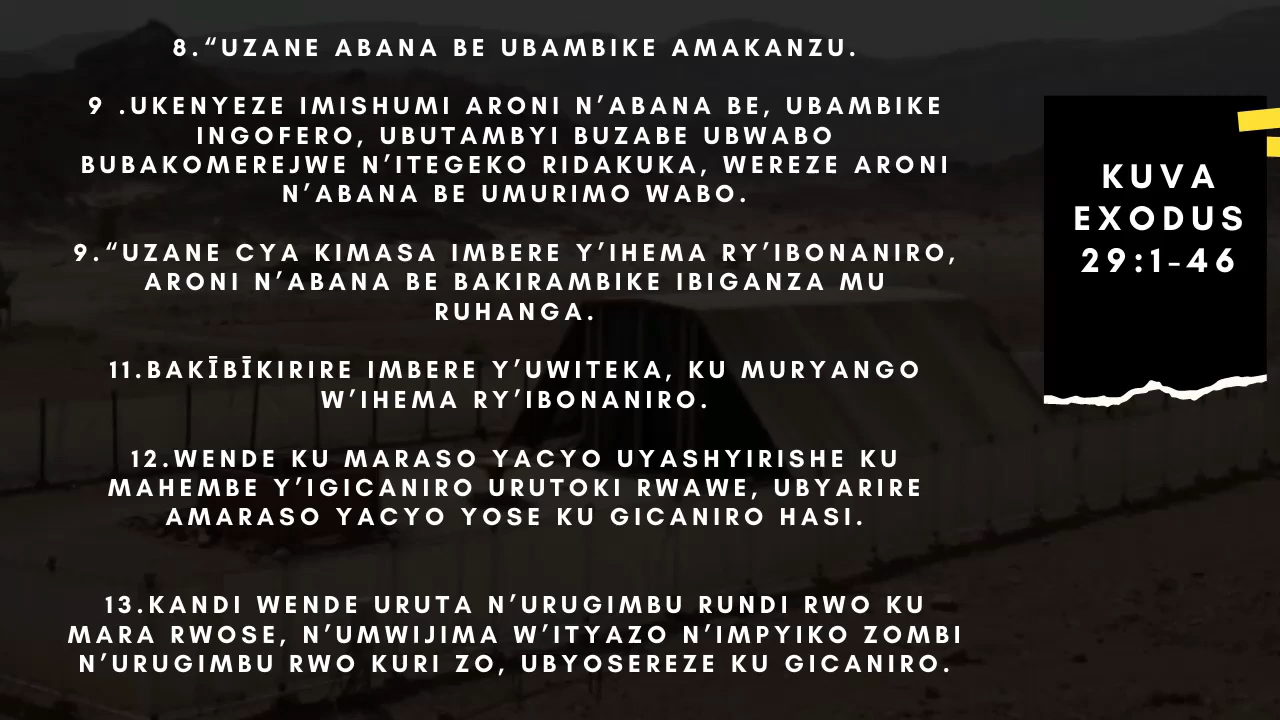 8.“UZANE ABANA BE UBAMBIKE AMAKANZU.
9 .UKENYEZE IMISHUMI ARONI N’ABANA BE, UBAMBIKE
INGOFERO, UBUTAMBYI BUZABE UBWABO
BUBAKOMEREJWE N’ITEGEKO RIDAKUKA, WEREZE ARONI
N’ABANA BE UMURIMO WABO.
9.“UZANE CYA KIMASA IMBERE Y’IHEMA RY’IBONANIRO,
ARONI N’ABANA BE BAKIRAMBIKE IBIGANZA MU
RUHANGA.
11.BAKĪBĪKIRIRE IMBERE Y’UWITEKA, KU MURYANGO
W’IHEMA RY’IBONANIRO.
12.WENDE KU MARASO YACYO UYASHYIRISHE KU
MAHEMBE Y’IGICANIRO URUTOKI RWAWE, UBYARIRE
AMARASO YACYO YOSE KU GICANIRO HASI.
13.KANDI WENDE URUTA N’URUGIMBU RUNDI RWO KU
MARA RWOSE, N’UMWIJIMA W’ITYAZO N’IMPYIKO ZOMBI
N’URUGIMBU RWO KURI ZO, UBYOSEREZE KU GICANIRO.
KUVA
EXODUS
29:1-46